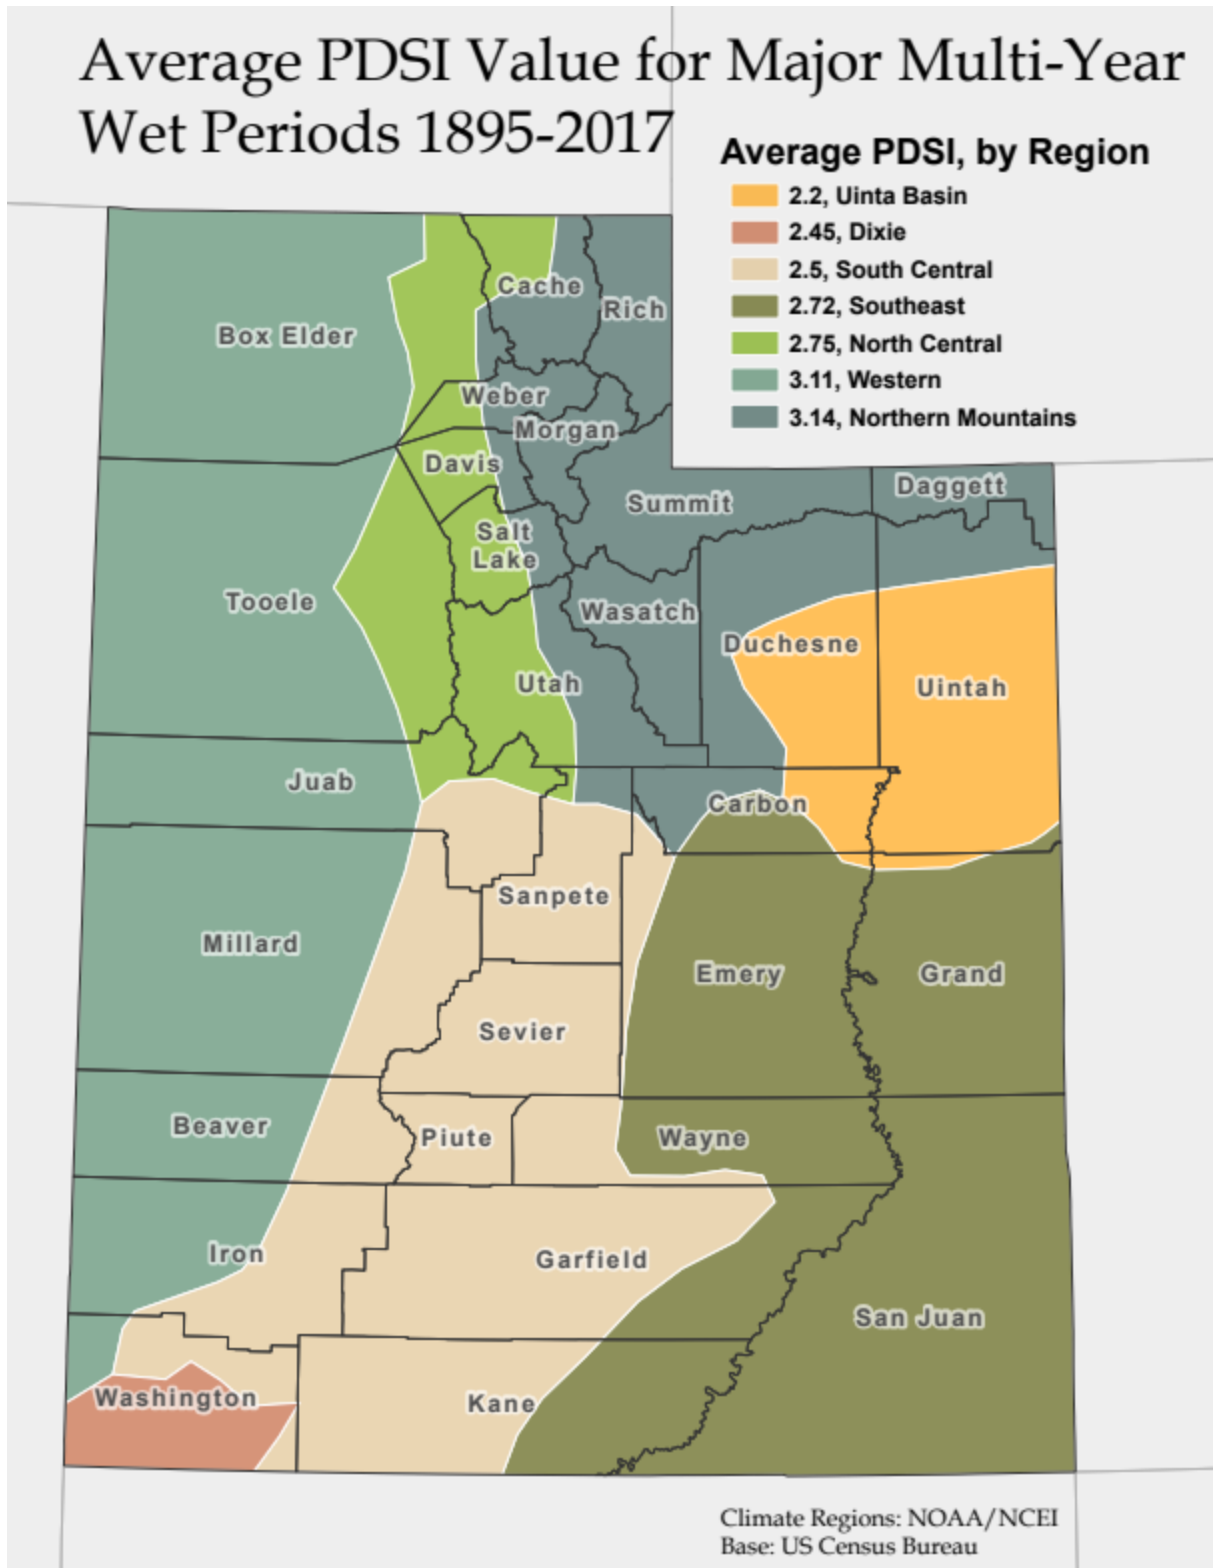 Average PDSI Value for Major Multi-Year
Wet Periods 1895-2017
Average PDSI, by Region
2.2, Uinta Basin
2.45, Dixie
2.5, South Central
2.72, Southeast
2.75, North Central
3.11, Western
3.14, Northern Mountains
Cache
Rich
Box Elder
Weber
Morgan
Davis
Summit
Daggett
Salt
Lake
Tooele
Wasatch
Duchesne
Utah
Uintah
Juab
Carbon
Sanpete
Millard
Emery
Grand
Sevier
Beaver
Piute
Wayne
Iron
Garfield
San Juan
Washington
Kane
Climate Regions: NOAA/NCEI
Base: US Census Bureau